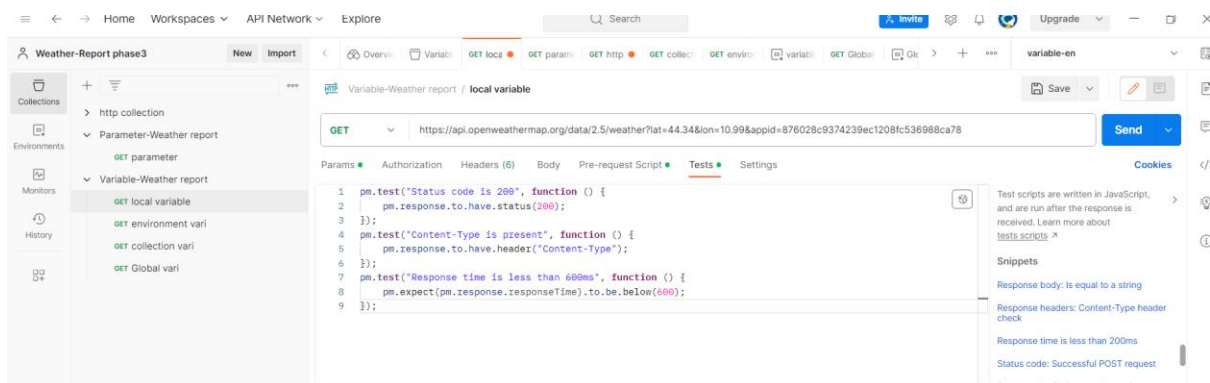 Home Workspaces API Network Explore Search Invite Upgrade
Weather-Report phase3 New Import Overvi Variabl GET loca GET param GET http GET collec GET enviror variabl GET Global Glc variable-en
Collections
Environments
Monitors
History
http collection
Parameter-Weather report
GET parameter
Variable-Weather report
GET local variable
GET environment vari
GET collection vari
GET Global vari
HTTP Variable-Weather report / local variable Save
GET https://api.openweathermap.org/data/2.5/weather?lat=44.34&lon=10.99&appid=876028c9374239ec1208fc536988ca78 Send
Params Authorization Headers (6) Body Pre-request Script Tests Settings Cookies
1 pm.test("Status code is 200", function () {
2 pm.response.to.have.status(200);
3 });
4 pm.test("Content-Type is present", function () {
5 pm.response.to.have.header("Content-Type");
6 });
7 pm.test("Response time is less than 600ms", function () {
8 pm.expect(pm.response.responseTime).to.be.below(600);
9 });
Test scripts are written in JavaScript,
and are run after the response is
received. Learn more about
tests scripts
Snippets
Response body: Is equal to a string
Response headers: Content-Type header
check
Response time is less than 200ms
Status code: Successful POST request